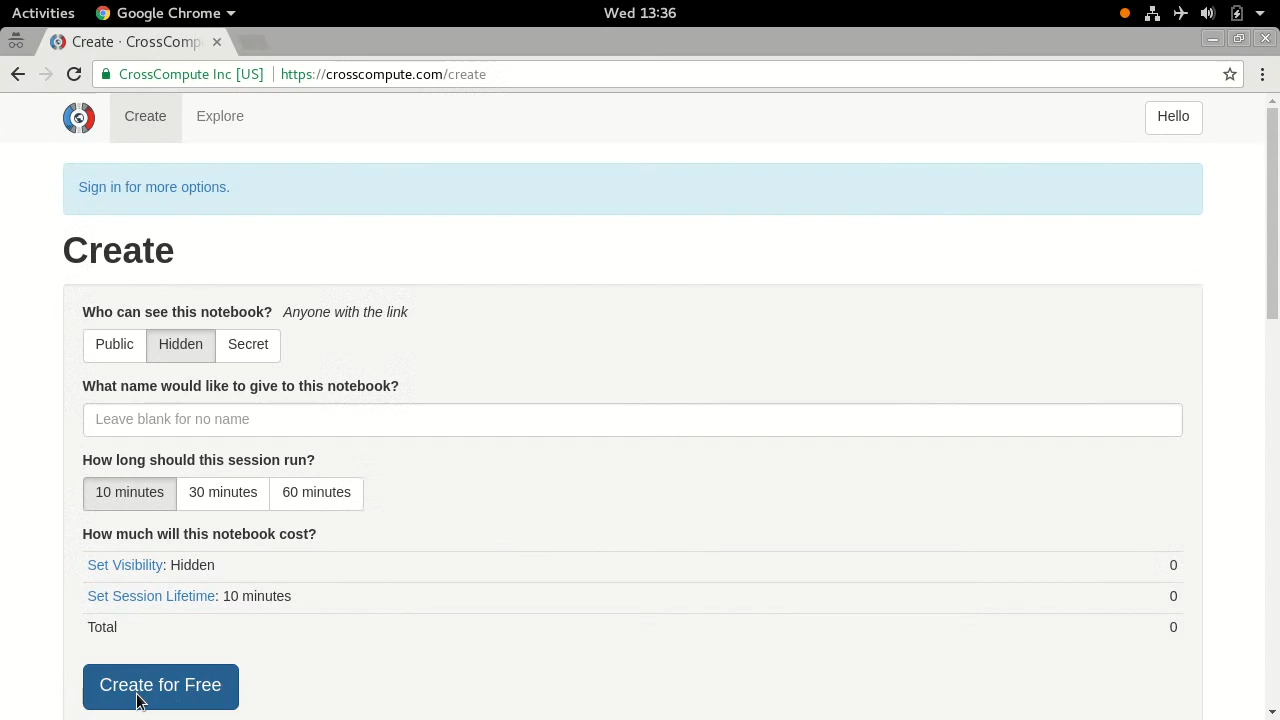 Activities Google Chrome Wed 13:36
Create · CrossComp
CrossCompute Inc [US] https://crosscompute.com/create
Create Explore Hello
Sign in for more options.
Create
Who can see this notebook? Anyone with the link
Public Hidden Secret
What name would like to give to this notebook?
Leave blank for no name
How long should this session run?
10 minutes 30 minutes 60 minutes
How much will this notebook cost?
Set Visibility: Hidden 0
Set Session Lifetime: 10 minutes 0
Total 0
Create for Free